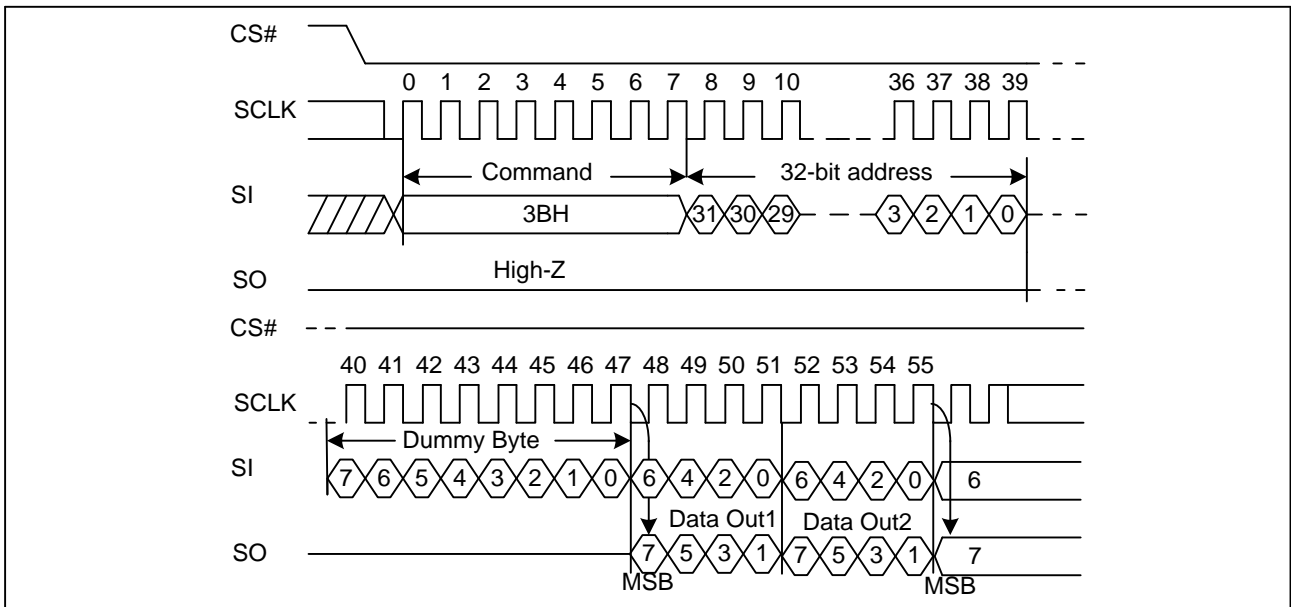 CS#
0 1 2 3 4 5 6 7 8 9 10 36 37 38 39
SCLK
Command 32-bit address
SI
3BH 31 30 29 3 2 1 0
High-Z
SO
CS#
40 41 42 43 44 45 46 47 48 49 50 51 52 53 54 55
SCLK
Dummy Byte
SI
7 6 5 4 3 2 1 0 6 4 2 0 6 4 2 0 6
Data Out1 Data Out2
SO
7 5 3 1 7 5 3 1 7
MSB MSB